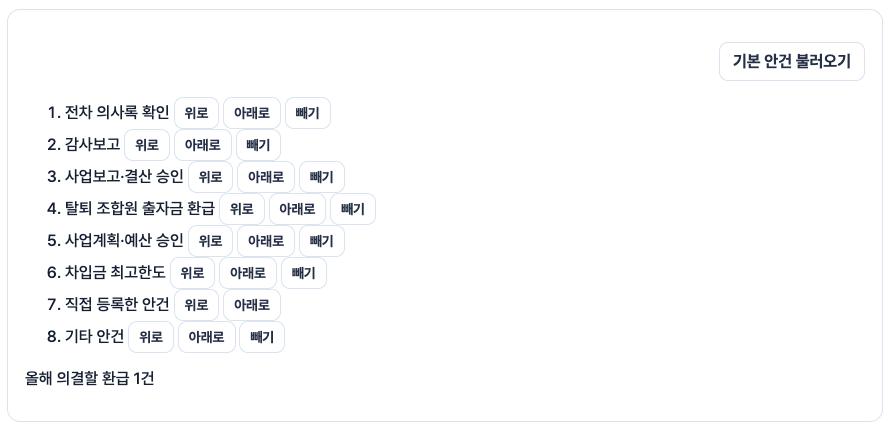 기본 안건 불러오기
1. 전차 의사록 확인 위로 아래로 빼기
2. 감사보고 위로 아래로 빼기
3. 사업보고·결산 승인 위로 아래로 빼기
4. 탈퇴 조합원 출자금 환급 위로 아래로 빼기
5. 사업계획·예산 승인 위로 아래로 빼기
6. 차입금 최고한도 위로 아래로 빼기
7. 직접 등록한 안건 위로 아래로
8. 기타 안건 위로 아래로 빼기
올해 의결할 환급 1건